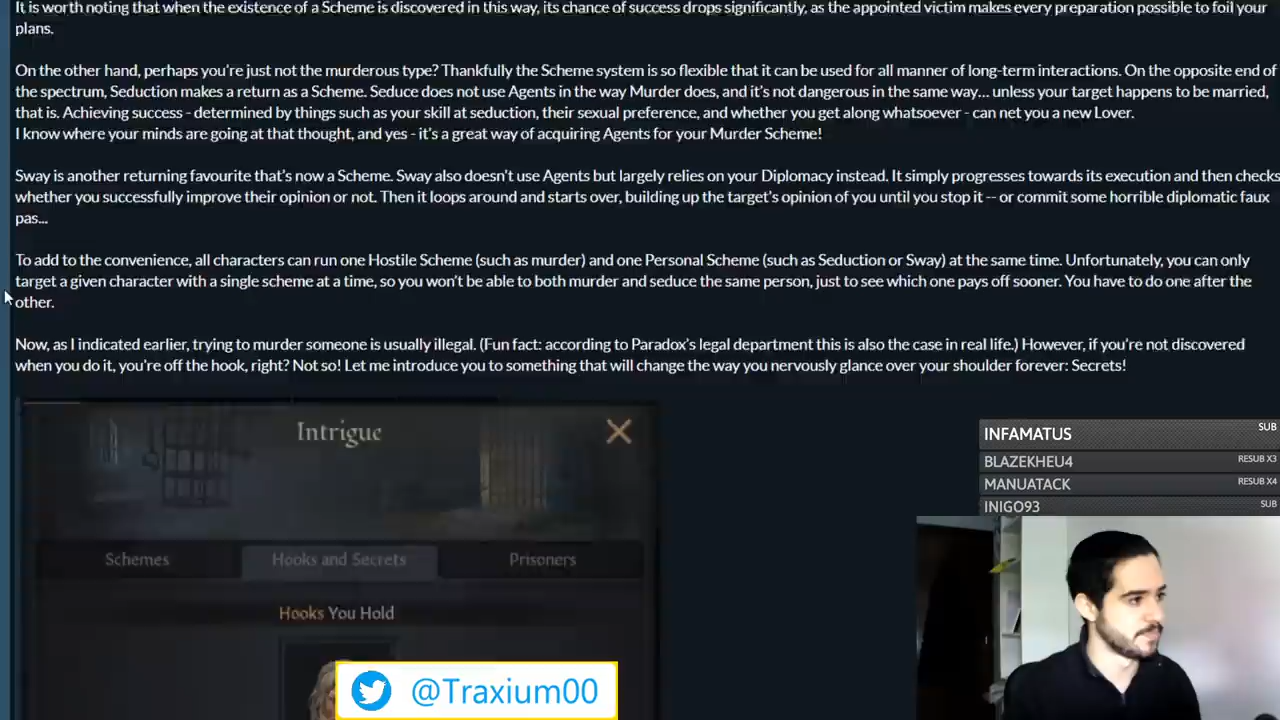 It is worth noting that when the existence of a Scheme is discovered in this way, its chance of success drops significantly, as the appointed victim makes every preparation possible to foil your
plans.
On the other hand, perhaps you're just not the murderous type? Thankfully the Scheme system is so flexible that it can be used for all manner of long-term interactions. On the opposite end of
the spectrum, Seduction makes a return as a Scheme. Seduce does not use Agents in the way Murder does, and it's not dangerous in the same way… unless your target happens to be married,
that is. Achieving success - determined by things such as your skill at seduction, their sexual preference, and whether you get along whatsoever - can net you a new Lover.
I know where your minds are going at that thought, and yes - it's a great way of acquiring Agents for your Murder Scheme!
Sway is another returning favourite that's now a Scheme. Sway also doesn't use Agents but largely relies on your Diplomacy instead. It simply progresses towards its execution and then checks
whether you successfully improve their opinion or not. Then it loops around and starts over, building up the target's opinion of you until you stop it -- or commit some horrible diplomatic faux
pas...
To add to the convenience, all characters can run one Hostile Scheme (such as murder) and one Personal Scheme (such as Seduction or Sway) at the same time. Unfortunately, you can only
target a given character with a single scheme at a time, so you won't be able to both murder and seduce the same person, just to see which one pays off sooner. You have to do one after the
other.
Now, as I indicated earlier, trying to murder someone is usually illegal. (Fun fact: according to Paradox's legal department this is also the case in real life.) However, if you're not discovered
when you do it, you're off the hook, right? Not so! Let me introduce you to something that will change the way you nervously glance over your shoulder forever: Secrets!
Intrigue
Schemes
Hooks and Secrets
Prisoners
Hooks You Hold
INFAMATUS SUB
BLAZEKHEU4 RESUB X3
MANUATACK RESUB X4
INIGO93 SUB
@Traxium00